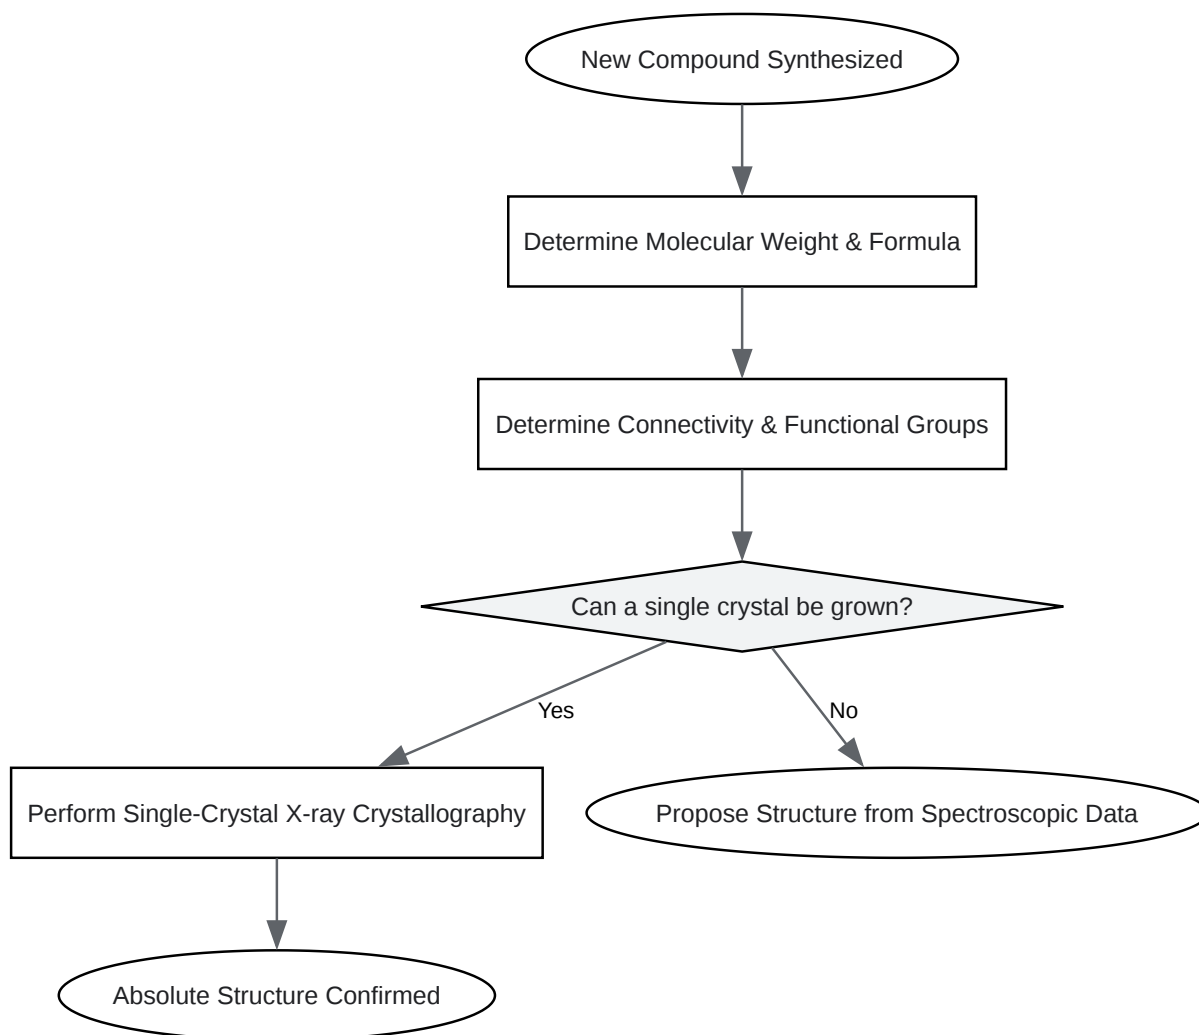 New Compound Synthesized
Determine Molecular Weight & Formula
Determine Connectivity & Functional Groups
Can a single crystal be grown?
Yes
No
Perform Single-Crystal X-ray Crystallography
Propose Structure from Spectroscopic Data
Absolute Structure Confirmed